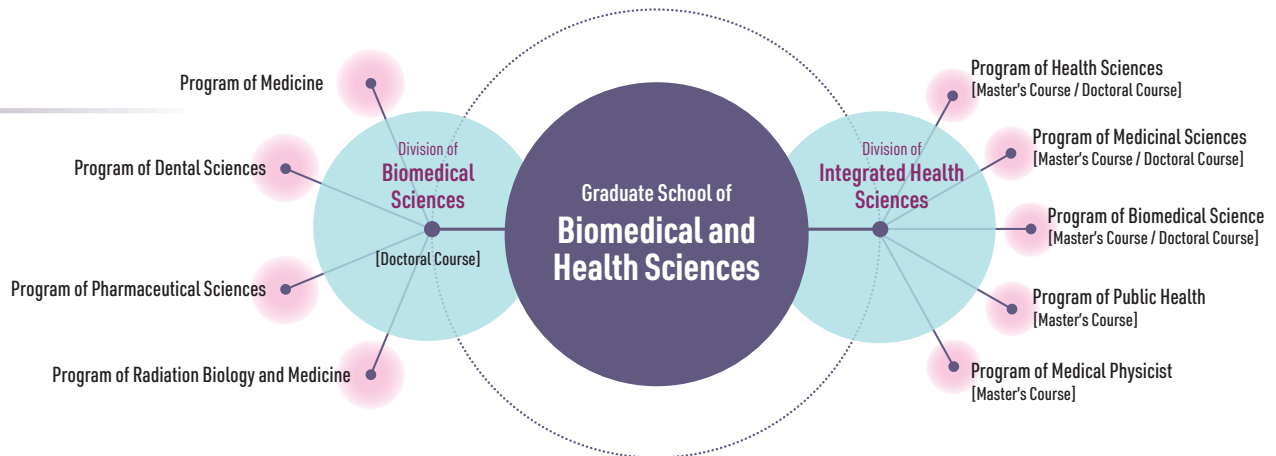 Program of Medicine
Program of Dental Sciences
Program of Pharmaceutical Sciences
Program of Radiation Biology and Medicine
Division of
Biomedical
Sciences
[Doctoral Course]
Graduate School of
Biomedical and
Health Sciences
Division of
Integrated Health
Sciences
Program of Health Sciences
[Master's Course / Doctoral Course]
Program of Medicinal Sciences
[Master's Course / Doctoral Course]
Program of Biomedical Science
[Master's Course / Doctoral Course]
Program of Public Health
[Master's Course]
Program of Medical Physicist
[Master's Course]